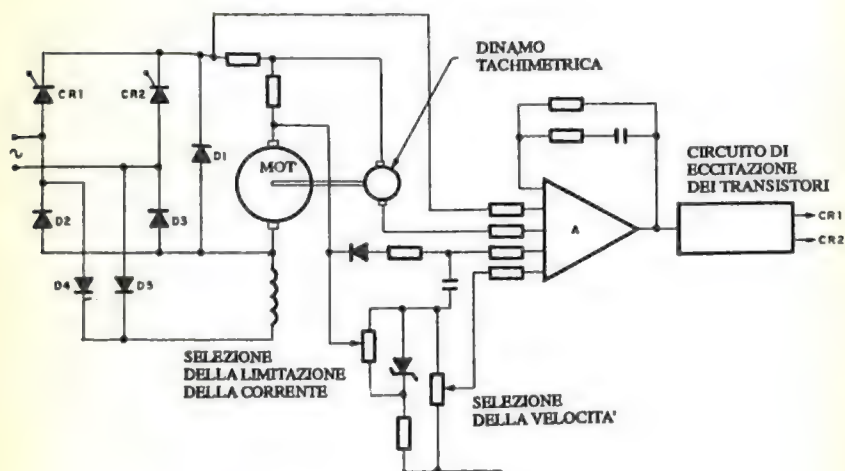 DINAMO
TACHIMETRICA
CR1
CR2
D1
MOT
CIRCUITO DI
ECCITAZIONE
DEI TRANSISTORI
~
A
CR1
CR2
D2
D3
D4
D5
SELEZIONE
DELLA LIMITAZIONE
DELLA CORRENTE
SELEZIONE
DELLA VELOCITA'